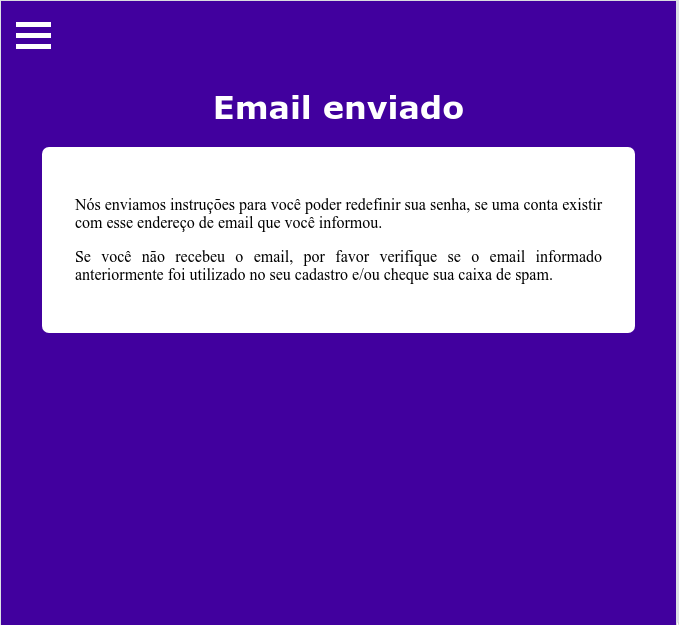 Email enviado
Nós enviamos instruções para você poder redefinir sua senha, se uma conta existir
com esse endereço de email que você informou.
Se você não recebeu o email, por favor verifique se o email informado
anteriormente foi utilizado no seu cadastro e/ou cheque sua caixa de spam.